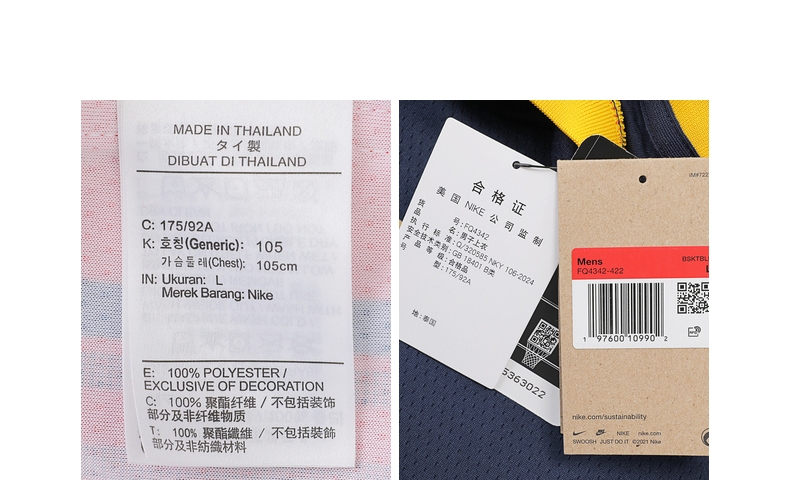 MADE IN THAILAND
タイ製
DIBUAT DI THAILAND
C: 175/92A
K: 호칭(Generic): 105
가슴둘레(Chest): 105cm
IN: Ukuran: L
Merek Barang: Nike
E: 100% POLYESTER /
EXCLUSIVE OF DECORATION
C: 100% 聚酯纤维 / 不包括装饰
部分及非纤维物质
T: 100% 聚酯纖維 / 不包括裝飾
部分及非紡織材料
合格证
美国 NIKE 公司监制
货号:FQ4342
品名:男子上衣
执行标准:Q/320585 NKY 106-2024
安全技术类别:GB 18401 B类
产品等级:合格品
号型:175/92A
地:泰国
5363022
IM#722
Mens
FQ4342-422
BSKTBL
L
1 97600 10990 2
nike.com/sustainability
NIKE nike.com
SWOOSH JUST DO IT ©2021 Nike